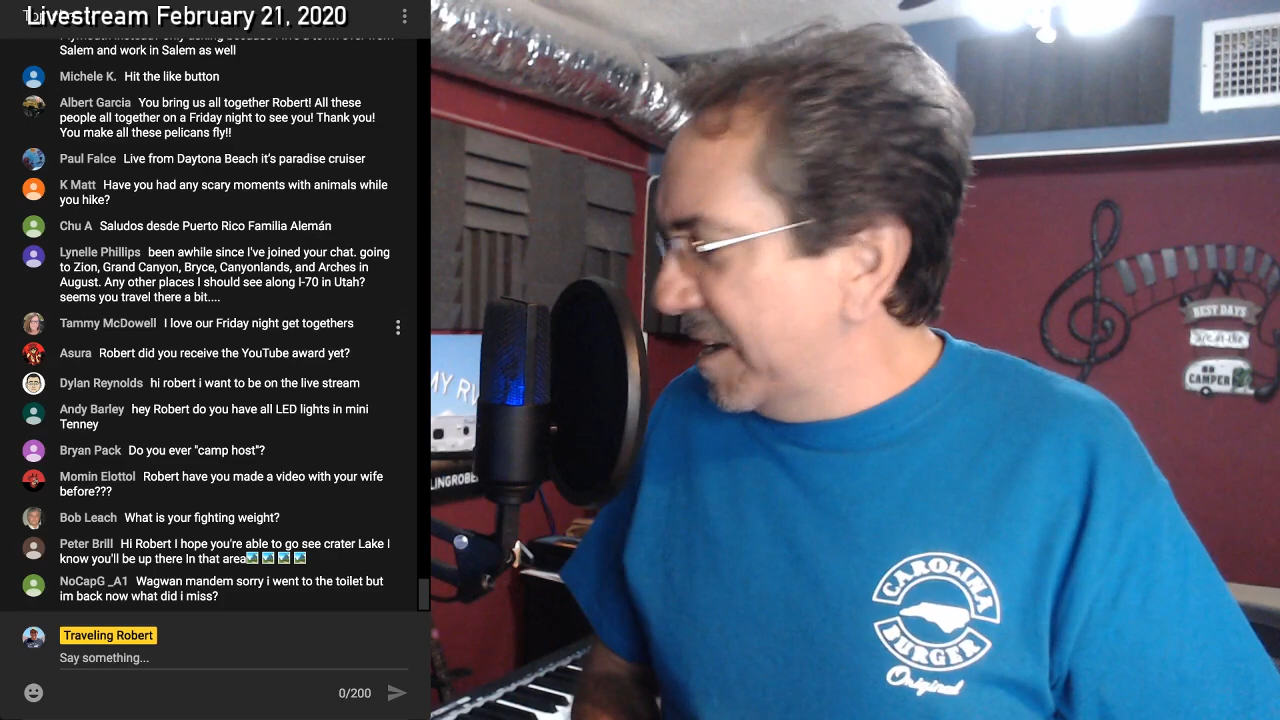 Livestream February 21, 2020
Salem and work in Salem as well
Michele K. Hit the like button
Albert Garcia You bring us all together Robert! All these
people all together on a Friday night to see you! Thank you!
You make all these pelicans fly!!
Paul Falce Live from Daytona Beach it's paradise cruiser
K Matt Have you had any scary moments with animals while
you hike?
Chu A Saludos desde Puerto Rico Familia Alemán
Lynelle Phillips been awhile since I've joined your chat. going
to Zion, Grand Canyon, Bryce, Canyonlands, and Arches in
August. Any other places I should see along I-70 in Utah?
seems you travel there a bit....
Tammy McDowell I love our Friday night get togethers
Asura Robert did you receive the YouTube award yet?
Dylan Reynolds hi robert i want to be on the live stream
Andy Barley hey Robert do you have all LED lights in mini
Tenney
Bryan Pack Do you ever "camp host"?
Momin Elottol Robert have you made a video with your wife
before???
Bob Leach What is your fighting weight?
Peter Brill Hi Robert I hope you're able to go see crater Lake I
know you'll be up there In that area
NoCapG _A1 Wagwan mandem sorry i went to the toilet but
im back now what did i miss?
Traveling Robert
Say something...
0/200
MY RV
LINGROBE
BEST DAYS
are at the
CAMPER
CAROLINA
BURGER
Original